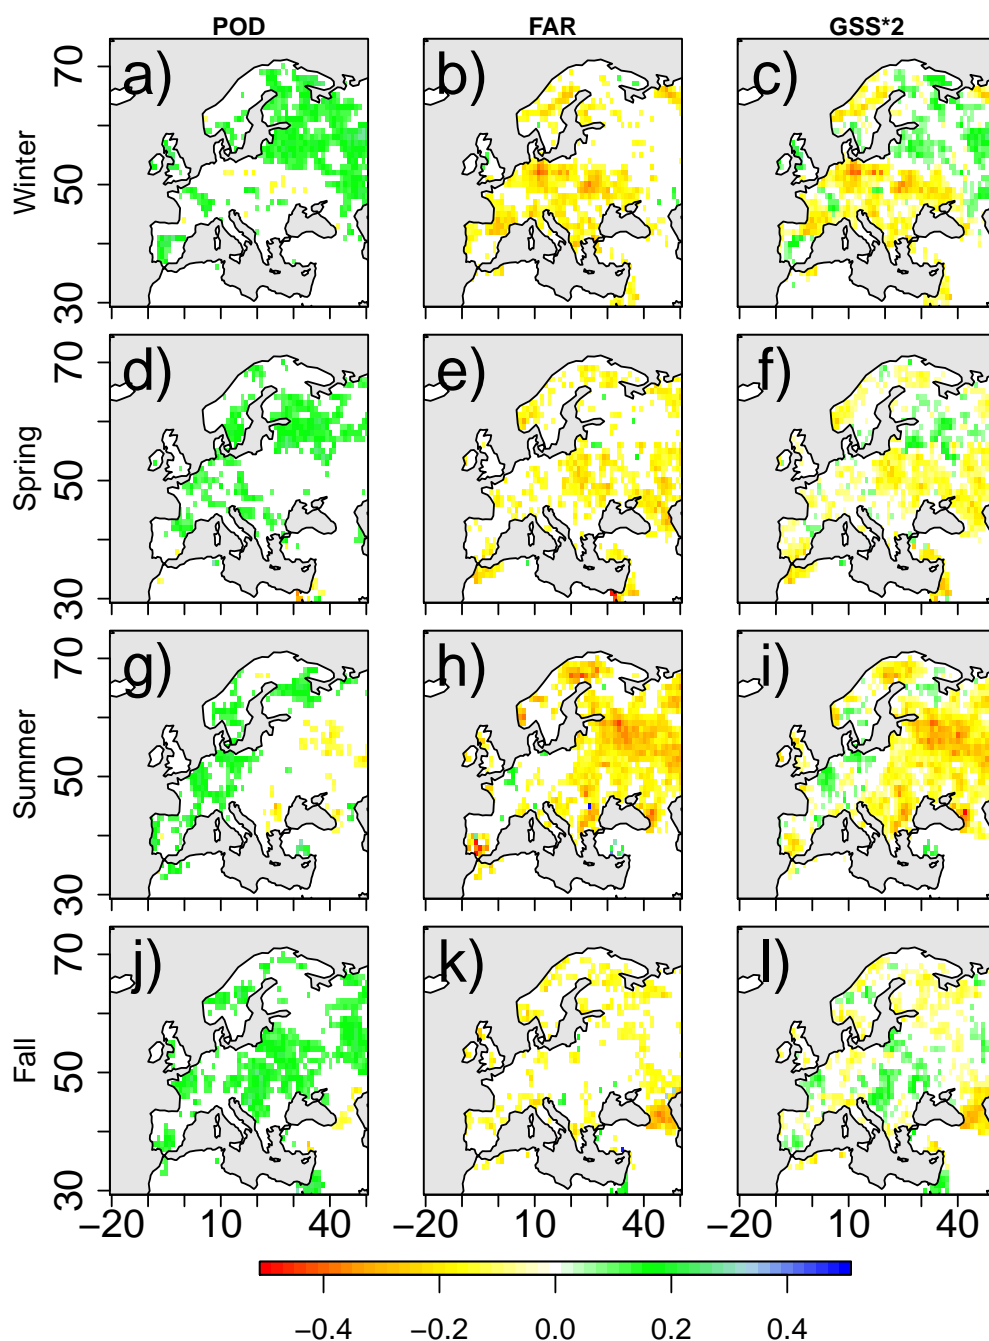 POD FAR GSS*2
Winter 70 50 30 a) b) c)
Spring 70 50 30 d) e) f)
Summer 70 50 30 g) h) i)
Fall 70 50 30 j) k) l)
−20 10 40 −20 10 40 −20 10 40
−0.4 −0.2 0.0 0.2 0.4